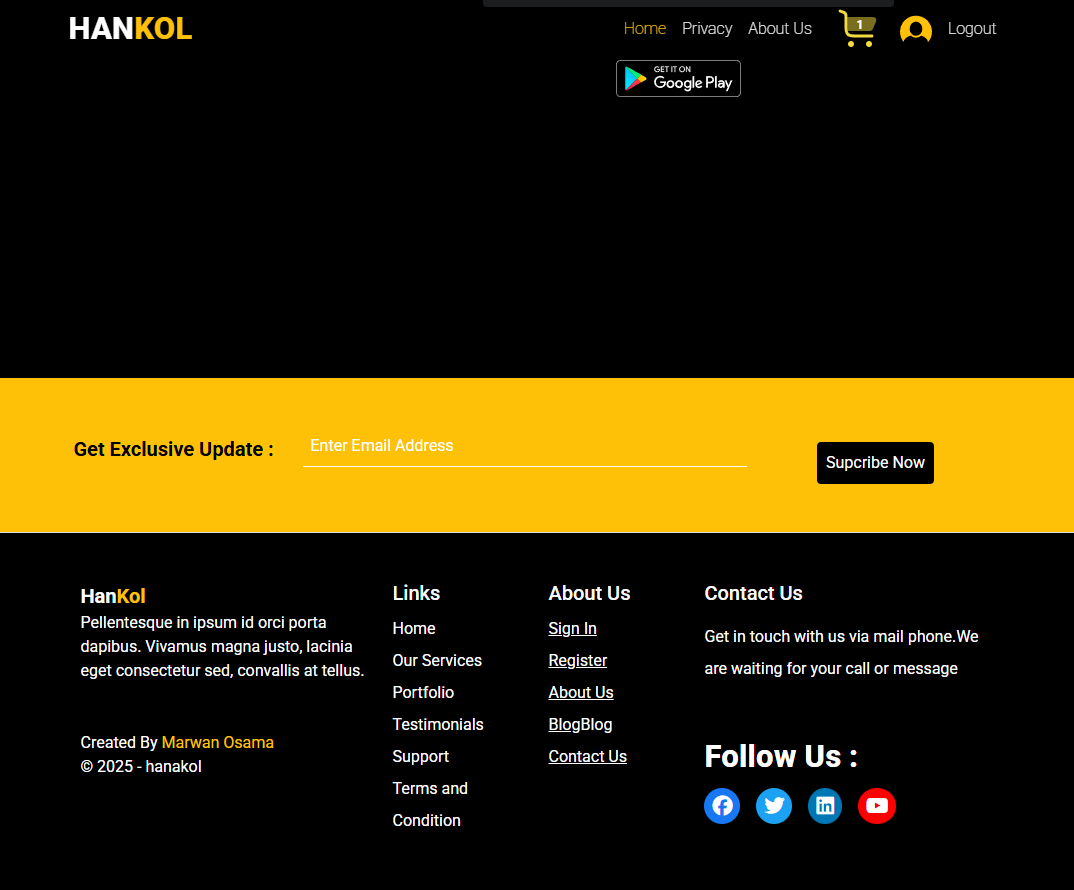 HANKOL
Home Privacy About Us 1 Logout
GET IT ON
Google Play
Get Exclusive Update :
Enter Email Address
Supcribe Now
HanKol
Pellentesque in ipsum id orci porta
dapibus. Vivamus magna justo, lacinia
eget consectetur sed, convallis at tellus.
Created By Marwan Osama
© 2025 - hanakol
Links
Home
Our Services
Portfolio
Testimonials
Support
Terms and
Condition
About Us
Sign In
Register
About Us
BlogBlog
Contact Us
Contact Us
Get in touch with us via mail phone.We
are waiting for your call or message
Follow Us :